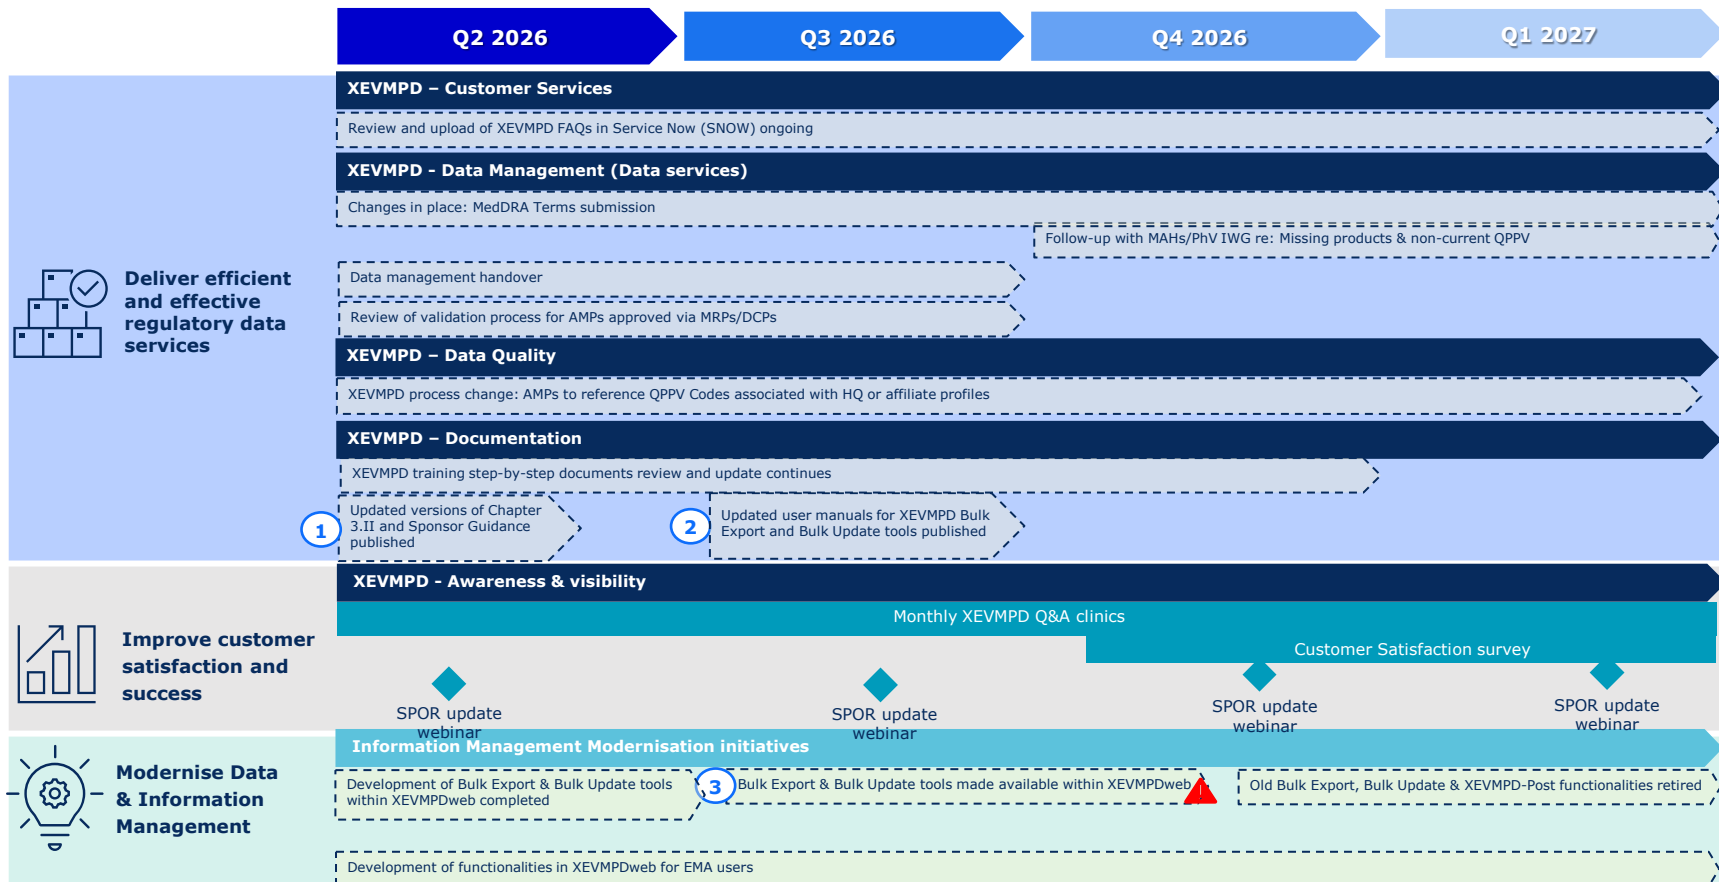 Q2 2026
Q3 2026
Q4 2026
Q1 2027
Deliver efficient
and effective
regulatory data
services
XEVMPD – Customer Services
Review and upload of XEVMPD FAQs in Service Now (SNOW) ongoing
XEVMPD - Data Management (Data services)
Changes in place: MedDRA Terms submission
Follow-up with MAHs/PhV IWG re: Missing products & non-current QPPV
Data management handover
Review of validation process for AMPs approved via MRPs/DCPs
XEVMPD – Data Quality
XEVMPD process change: AMPs to reference QPPV Codes associated with HQ or affiliate profiles
XEVMPD – Documentation
XEVMPD training step-by-step documents review and update continues
1
Updated versions of Chapter
3.II and Sponsor Guidance
published
2
Updated user manuals for XEVMPD Bulk
Export and Bulk Update tools published
Improve customer
satisfaction and
success
XEVMPD - Awareness & visibility
Monthly XEVMPD Q&A clinics
Customer Satisfaction survey
SPOR update
webinar
SPOR update
webinar
SPOR update
webinar
SPOR update
webinar
Modernise Data
& Information
Management
Information Management Modernisation initiatives
Development of Bulk Export & Bulk Update tools
within XEVMPDweb completed
3
Bulk Export & Bulk Update tools made available within XEVMPDweb
Old Bulk Export, Bulk Update & XEVMPD-Post functionalities retired
Development of functionalities in XEVMPDweb for EMA users